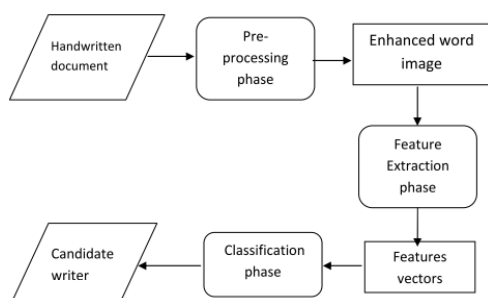 Handwritten
document
Pre-
processing
phase
Enhanced word
image
Feature
Extraction
phase
Features
vectors
Classification
phase
Candidate
writer